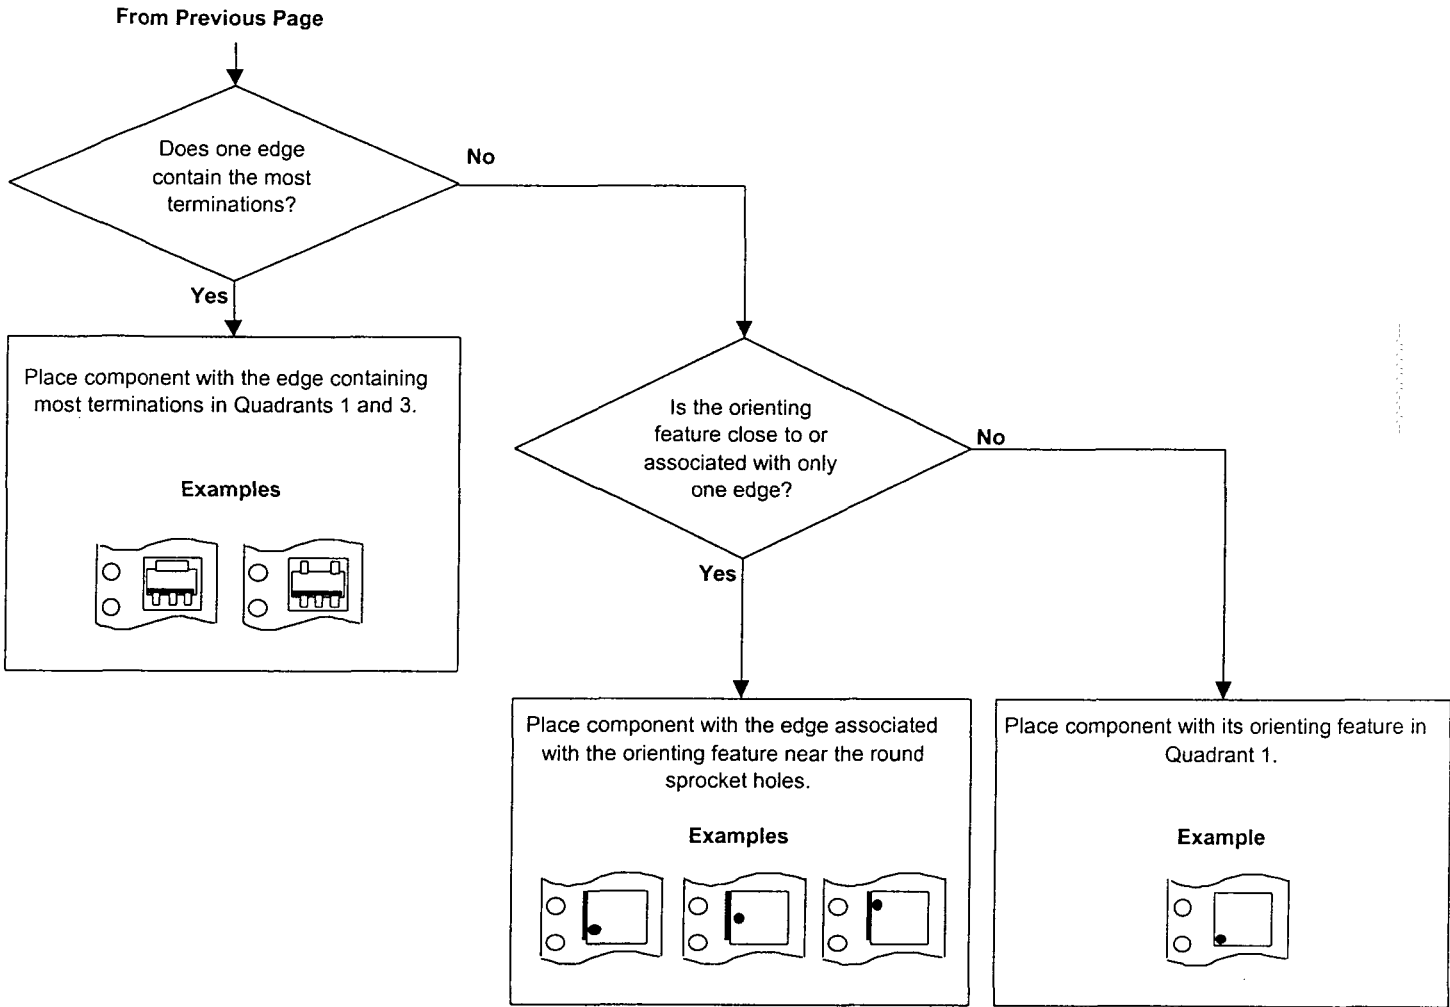 From Previous Page
Does one edge
contain the most
terminations?
No
Yes
Place component with the edge containing
most terminations in Quadrants 1 and 3.
Examples
Is the orienting
feature close to or
associated with only
one edge?
No
Yes
Place component with the edge associated
with the orienting feature near the round
sprocket holes.
Examples
Place component with its orienting feature in
Quadrant 1.
Example